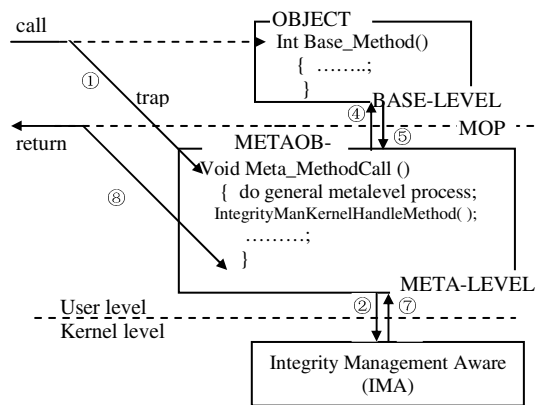 OBJECT
call
Int Base_Method()
{ ……..;
}
①
trap
BASE-LEVEL
④
⑤
MOP
return
METAOB-
Void Meta_MethodCall ()
{ do general metalevel process;
IntegrityManKernelHandleMethod( );
………;
}
⑧
META-LEVEL
User level
②
⑦
Kernel level
Integrity Management Aware
(IMA)